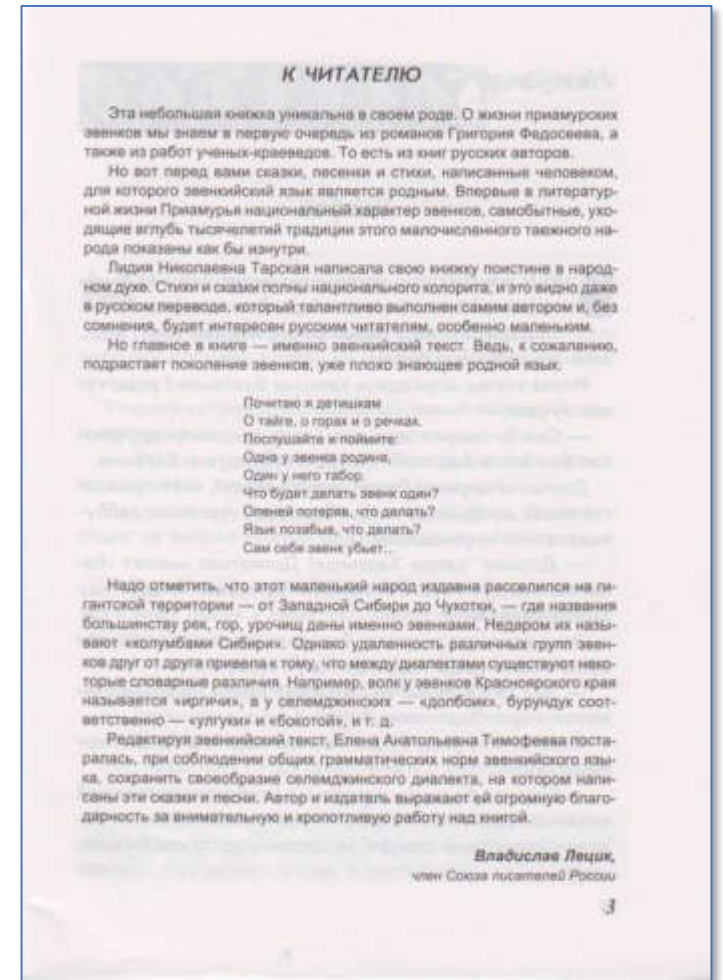 К ЧИТАТЕЛЮ
Эта небольшая книжка уникальна в своем роде. О жизни приамурских
эвенков мы знаем в первую очередь из романов Григория Федосеева, а
также из работ ученых-краеведов. То есть из книг русских авторов.
Но вот перед вами сказки, песенки и стихи, написанные человеком,
для которого эвенкийский язык является родным. Впервые в литератур-
ной жизни Приамурья национальный характер эвенков, самобытные, ухо-
дящие вглубь тысячелетий традиции этого малочисленного таежного на-
рода показаны как бы изнутри.
Лидия Николаевна Тарская написала свою книжку поистине в народ-
ном духе. Стихи и сказки полны национального колорита, и это видно даже
в русском переводе, который талантливо выполнен самим автором и, без
сомнения, будет интересен русским читателям, особенно маленьким.
Но главное в книге — именно эвенкийский текст. Ведь, к сожалению,
подрастает поколение эвенков, уже плохо знающее родной язык.
Почитаю я детишкам
О тайге, о горах и о речках.
Послушайте и поймите:
Одна у эвенка родина,
Один у него табор.
Что будет делать эвенк один?
Оленей потеряв, что делать?
Язык позабыв, что делать?
Сам себя эвенк убьет...
Надо отметить, что этот маленький народ издавна расселился на ги-
гантской территории — от Западной Сибири до Чукотки, — где названия
большинству рек, гор, урочищ даны именно эвенками. Недаром их назы-
вают «колумбами Сибири». Однако удаленность различных групп эвен-
ков друг от друга привела к тому, что между диалектами существуют неко-
торые словарные различия. Например, волк у эвенков Красноярского края
называется «иргичи», а у селемджинских — «долбоик», бурундук соот-
ветственно — «улгуки» и «бокотой», и т. д.
Редактируя эвенкийский текст, Елена Анатольевна Тимофеева поста-
ралась, при соблюдении общих грамматических норм эвенкийского язы-
ка, сохранить своеобразие селемджинского диалекта, на котором напи-
саны эти сказки и песни. Автор и издатель выражают ей огромную благо-
дарность за внимательную и кропотливую работу над книгой.
Владислав Лецик,
член Союза писателей России
3